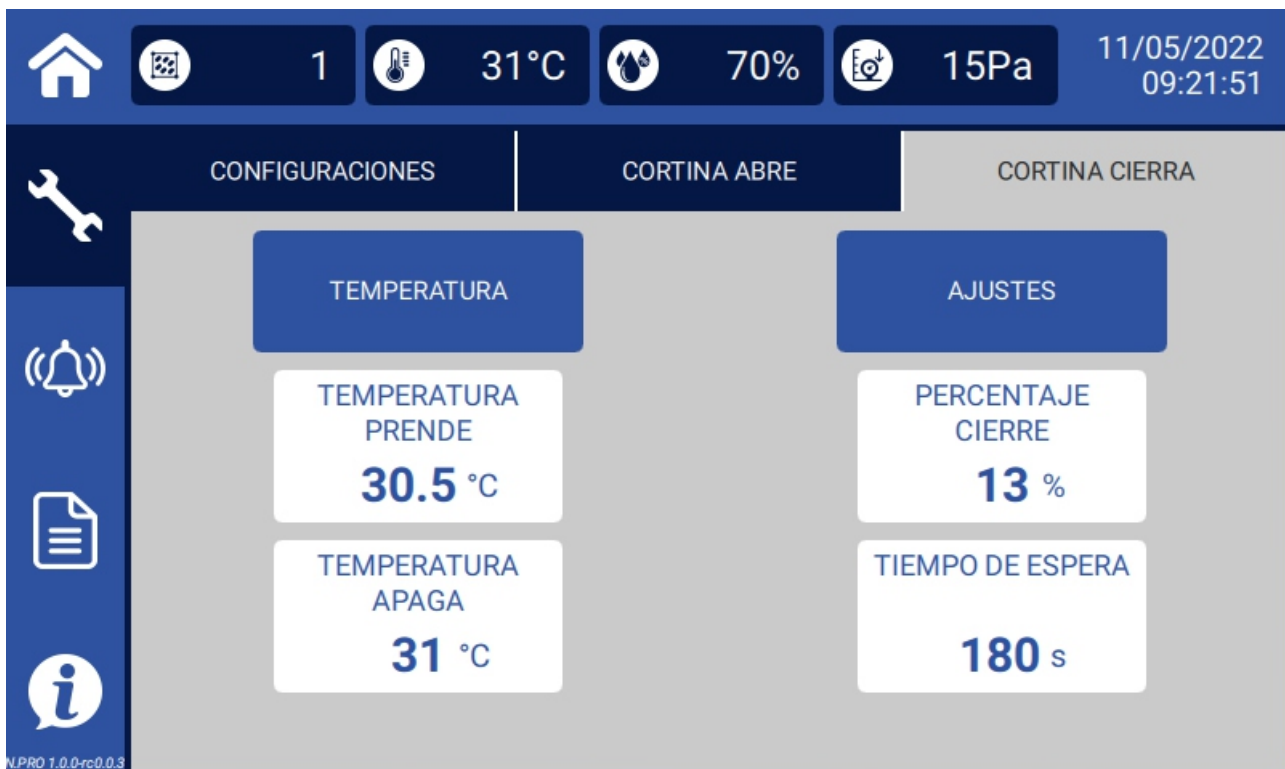 1
31°C
70%
15Pa
11/05/2022
09:21:51
CONFIGURACIONES
CORTINA ABRE
CORTINA CIERRA
TEMPERATURA
AJUSTES
TEMPERATURA
PRENDE
30.5 °C
PERCENTAJE
CIERRE
13 %
TEMPERATURA
APAGA
31 °C
TIEMPO DE ESPERA
180 s
N.PRO 1.0.0-rc0.0.3